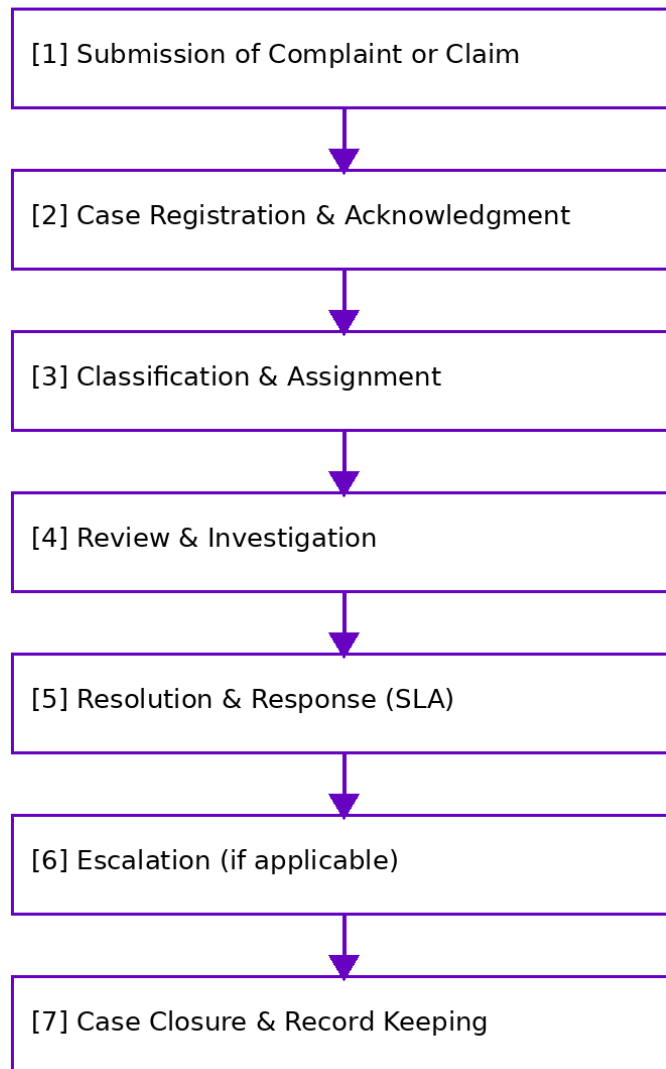 [1] Submission of Complaint or Claim
[2] Case Registration & Acknowledgment
[3] Classification & Assignment
[4] Review & Investigation
[5] Resolution & Response (SLA)
[6] Escalation (if applicable)
[7] Case Closure & Record Keeping